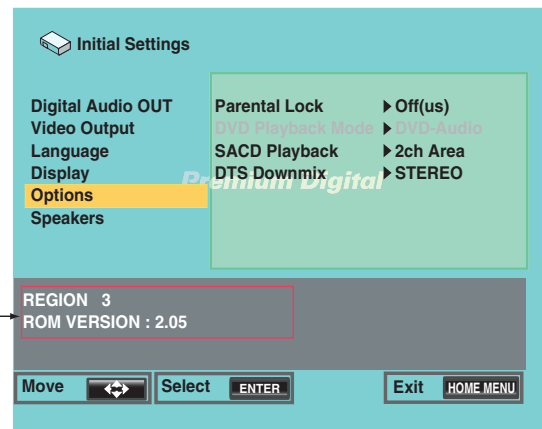 Initial Settings
Digital Audio OUT
Video Output
Language
Display
Options
Speakers
Parental Lock Off(us)
DVD Playback Mode DVD-Audio
SACD Playback 2ch Area
DTS Downmix STEREO
Premium Digital
REGION 3
ROM VERSION : 2.05
Move Select ENTER Exit HOME MENU